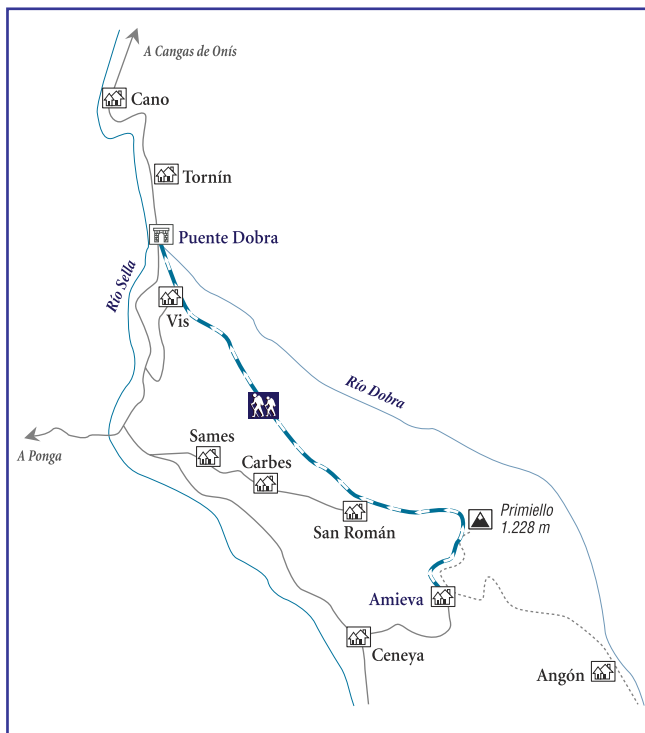 A Cangas de Onís
Cano
Tornín
Puente Dobra
Río Sella
Vis
Río Dobra
A Ponga
Sames
Carbes
San Román
Primiello
1.228 m
Amieva
Ceneya
Angón